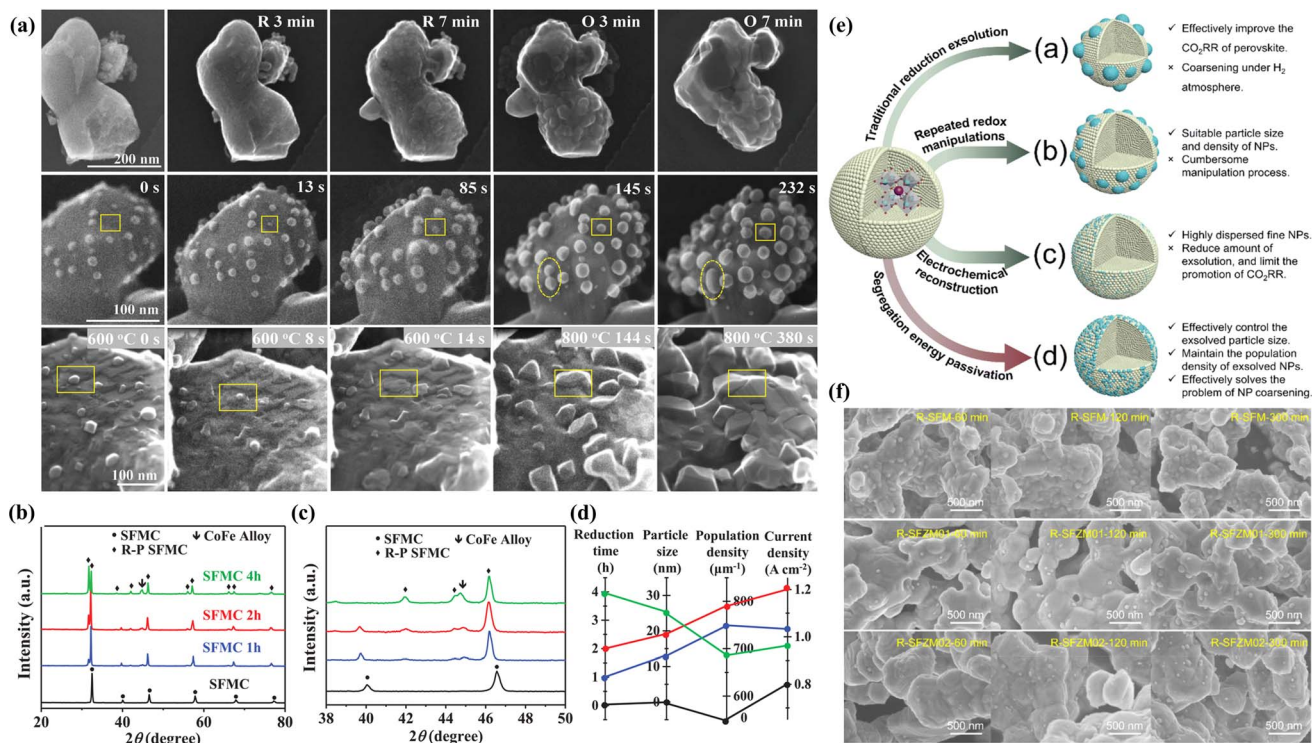 (a)
R 3 min
R 7 min
O 3 min
O 7 min
200 nm
0 s
13 s
85 s
145 s
232 s
100 nm
600 °C 0 s
600 °C 8 s
600 °C 14 s
800 °C 144 s
800 °C 380 s
100 nm
(b)
SFMC
CoFe Alloy
R-P SFMC
SFMC 4h
SFMC 2h
SFMC 1h
SFMC
Intensity (a.u.)
20 40 60 80
2θ (degree)
(c)
SFMC
CoFe Alloy
R-P SFMC
Intensity (a.u.)
38 40 42 44 46 48 50
2θ (degree)
(d)
Reduction time (h)
Particle size (nm)
Population density (μm⁻¹)
Current density (A cm⁻²)
4
3
2
1
0
30
20
10
0
800
700
600
0
1.2
1.0
0.8
(e)
Traditional reduction exsolution
Repeated redox
manipulations
Electrochemical
reconstruction
Segregation energy passivation
(a)
✓ Effectively improve the
CO₂RR of perovskite.
× Coarsening under H₂
atmosphere.
(b)
✓ Suitable particle size
and density of NPs.
× Cumbersome
manipulation process.
(c)
✓ Highly dispersed fine NPs.
× Reduce amount of
exsolution, and limit the
promotion of CO₂RR.
(d)
✓ Effectively control the
exsolved particle size.
✓ Maintain the population
density of exsolved NPs.
✓ Effectively solves the
problem of NP coarsening.
(f)
R-SFM-60 min
R-SFM-120 min
R-SFM-300 min
500 nm
500 nm
500 nm
R-SFZM01-60 min
R-SFZM01-120 min
R-SFZM01-300 min
500 nm
500 nm
500 nm
R-SFZM02-60 min
R-SFZM02-120 min
R-SFZM02-300 min
500 nm
500 nm
500 nm